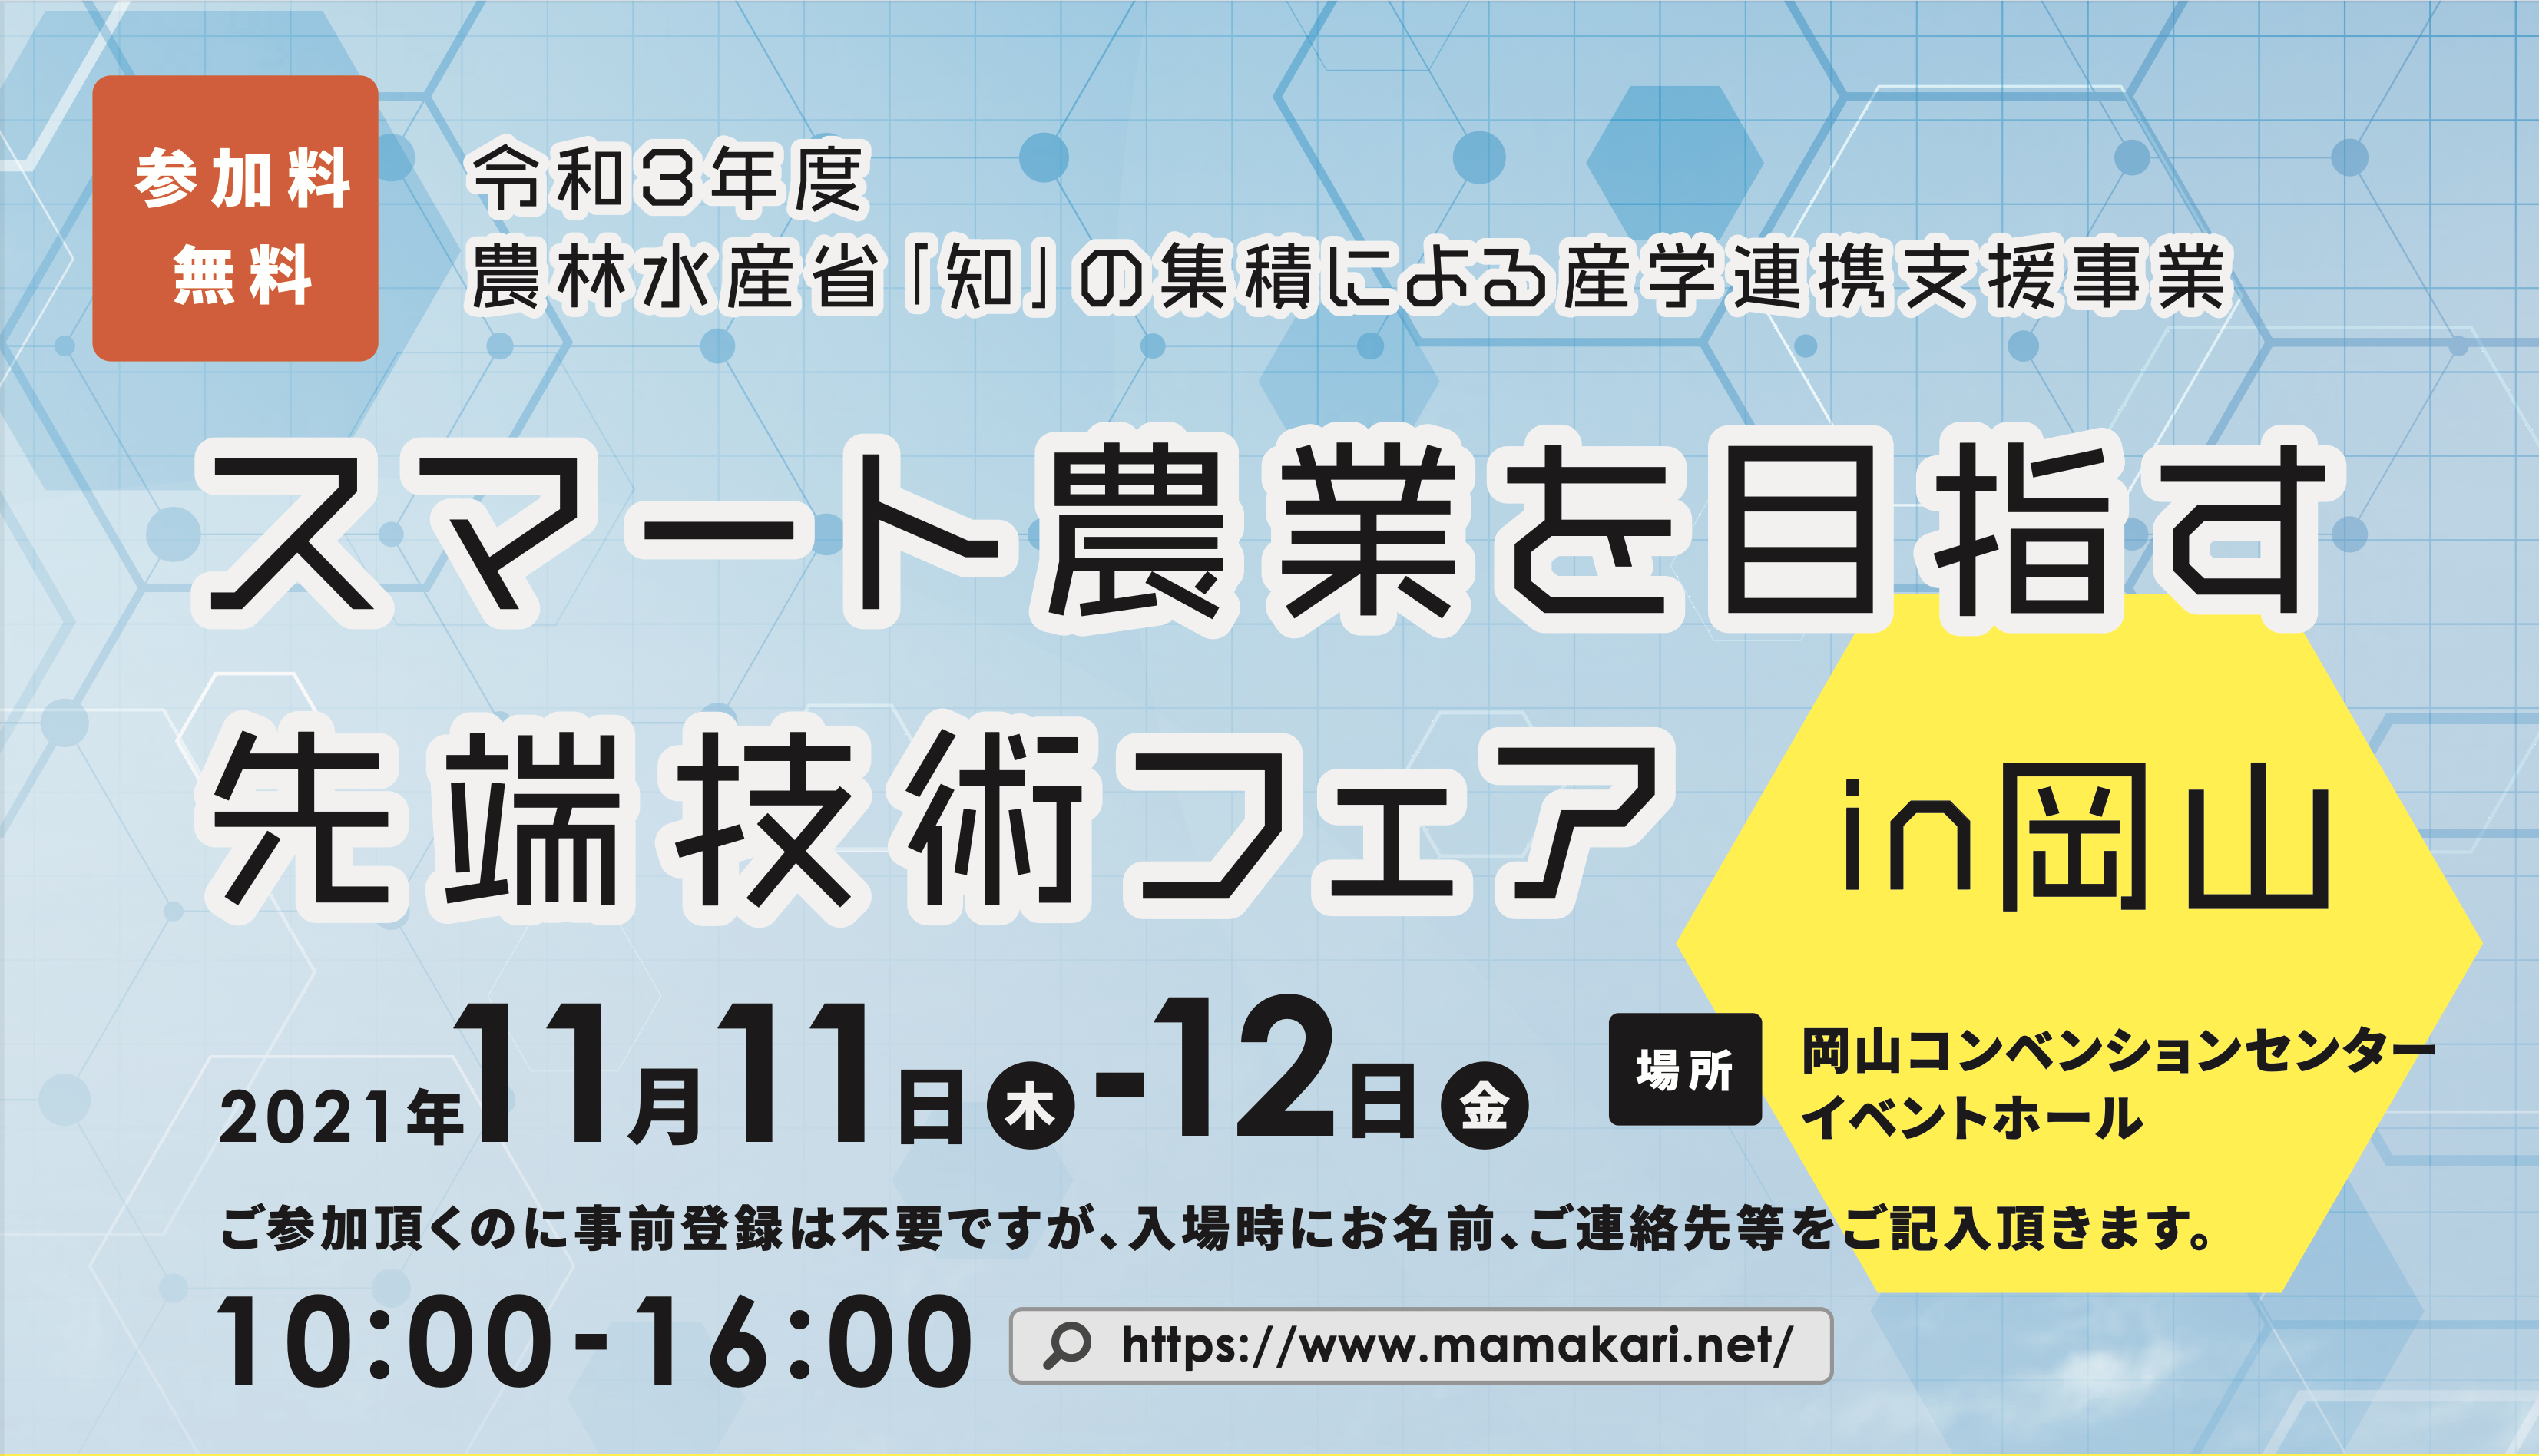 参加料
無料
令和3年度
農林水産省「知」の集積による産学連携支援事業
スマート農業を目指す
先端技術フェア
in岡山
2021年11月11日(木)-12日(金)
場所
岡山コンベンションセンター
イベントホール
ご参加頂くのに事前登録は不要ですが、入場時にお名前、ご連絡先等をご記入頂きます。
10:00-16:00
https://www.mamakari.net/